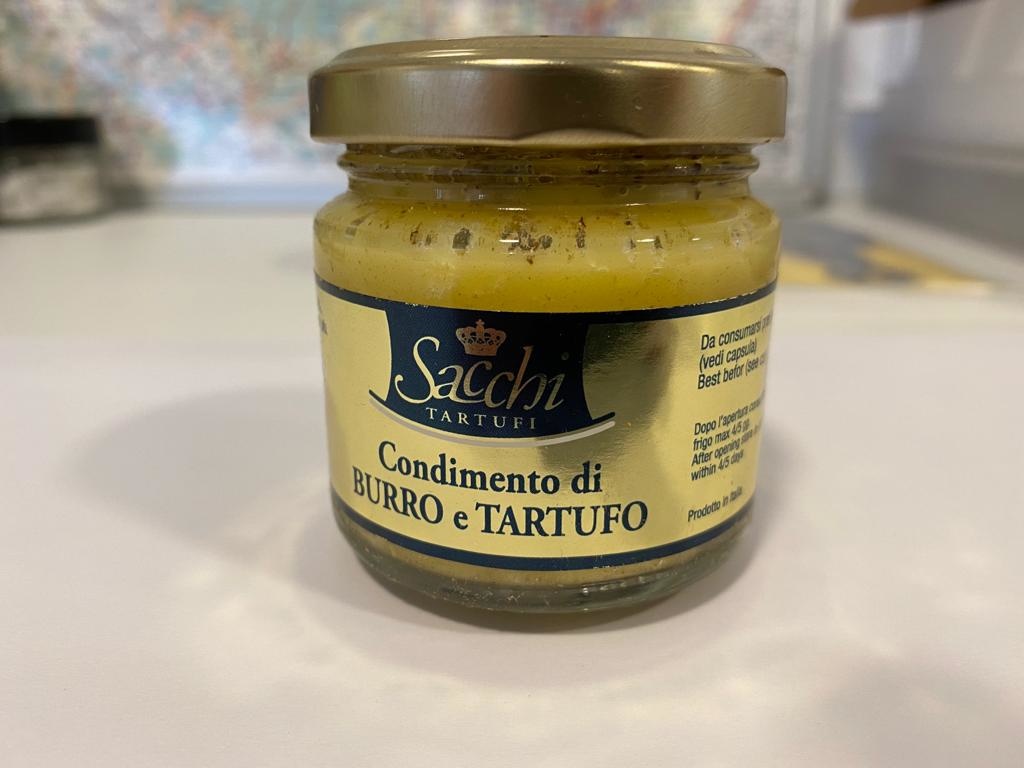 Sacchi
TARTUFI
Condimento di
BURRO e TARTUFO
Da consumarsi
(vedi capsula)
Best befor (see
Dopo l'apertura
frigo max 4/5 gg.
After opening
within 4/5 days
Prodotto in Italia